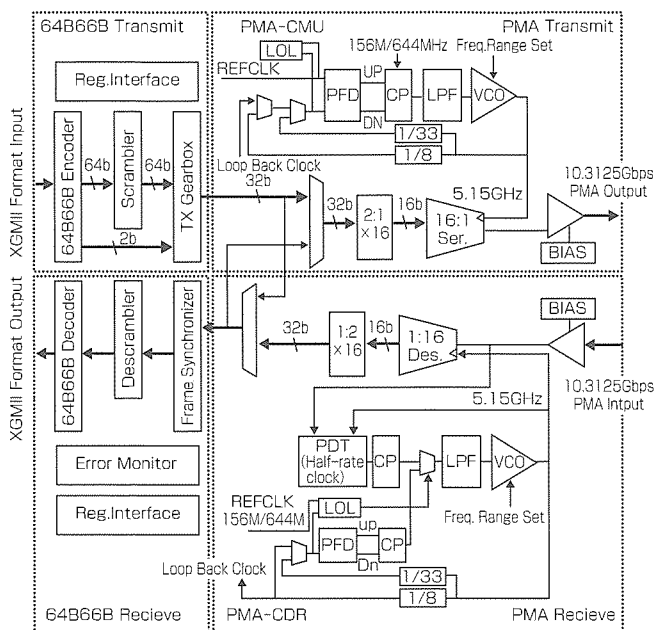 64B66B Transmit
PMA-CMU
PMA Transmit
LOL
156M/644MHz
Freq.Range Set
REFCLK
Reg.Interface
PFD
UP
DN
CP
LPF
VCO
1/33
1/8
Loop Back Clock
XGMII Format Input
64B66B Encoder
64b
Scrambler
64b
TX Gearbox
2b
32b
32b
2:1
×16
16b
16:1
Ser.
5.15GHz
10.3125Gbps
PMA Output
BIAS
XGMII Format Output
64B66B Decoder
Descrambler
Frame Synchronizer
32b
1:2
×16
16b
1:16
Des.
BIAS
10.3125Gbps
PMA Intput
5.15GHz
PDT
(Half-rate
clock)
CP
LPF
VCO
Error Monitor
Reg.Interface
REFCLK
156M/644M
LOL
up
PFD
CP
Dn
Freq. Range Set
Loop Back Clock
1/33
1/8
64B66B Recieve
PMA-CDR
PMA Recieve